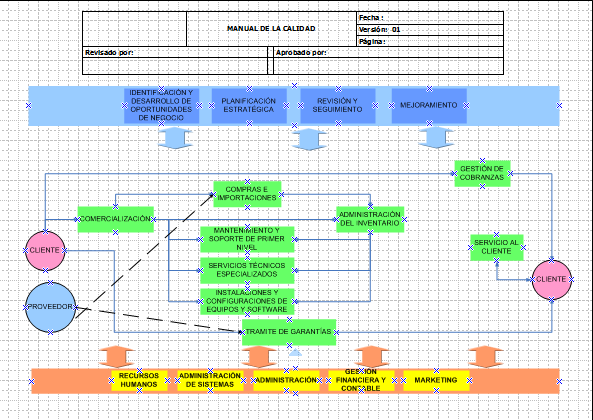 MANUAL DE LA CALIDAD
Fecha :
Versión: 01
Página:
Revisado por:
Aprobado por:
IDENTIFICACIÓN Y
DESARROLLO DE
OPORTUNIDADES
DE NEGOCIO
PLANIFICACIÓN
ESTRATÉGICA
REVISIÓN Y
SEGUIMIENTO
MEJORAMIENTO
GESTIÓN DE
COBRANZAS
COMPRAS E
IMPORTACIONES
COMERCIALIZACIÓN
ADMINISTRACIÓN
DEL INVENTARIO
MANTENIMIENTO Y
SOPORTE DE PRIMER
NIVEL
SERVICIO AL
CLIENTE
CLIENTE
SERVICIOS TÉCNICOS
ESPECIALIZADOS
CLIENTE
INSTALACIONES Y
CONFIGURACIONES DE
EQUIPOS Y SOFTWARE
PROVEEDOR
TRAMITE DE GARANTÍAS
RECURSOS
HUMANOS
ADMINISTRACIÓN
DE SISTEMAS
ADMINISTRACIÓN
GESTIÓN
FINANCIERA Y
CONTABLE
MARKETING